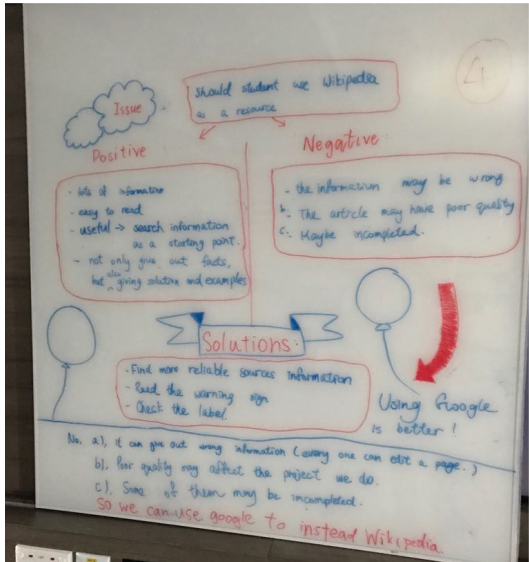 4
Issue
Should student use Wikipedia
as a resource
Positive
Negative
- lots of information
- easy to read
- useful → search information
as a starting point.
- not only give out facts,
but also giving solution and examples
- the information may be wrong
b. The article may have poor quality
c. Maybe incompleted.
Solutions:
- Find more reliable sources information
- Read the warning sign
- Check the label.
Using Google
is better!
No. a), it can give out wrong information (every one can edit a page.)
b). Poor quality may affect the project we do.
c). Some of them may be incompleted.
So we can use google to instead Wikipedia.